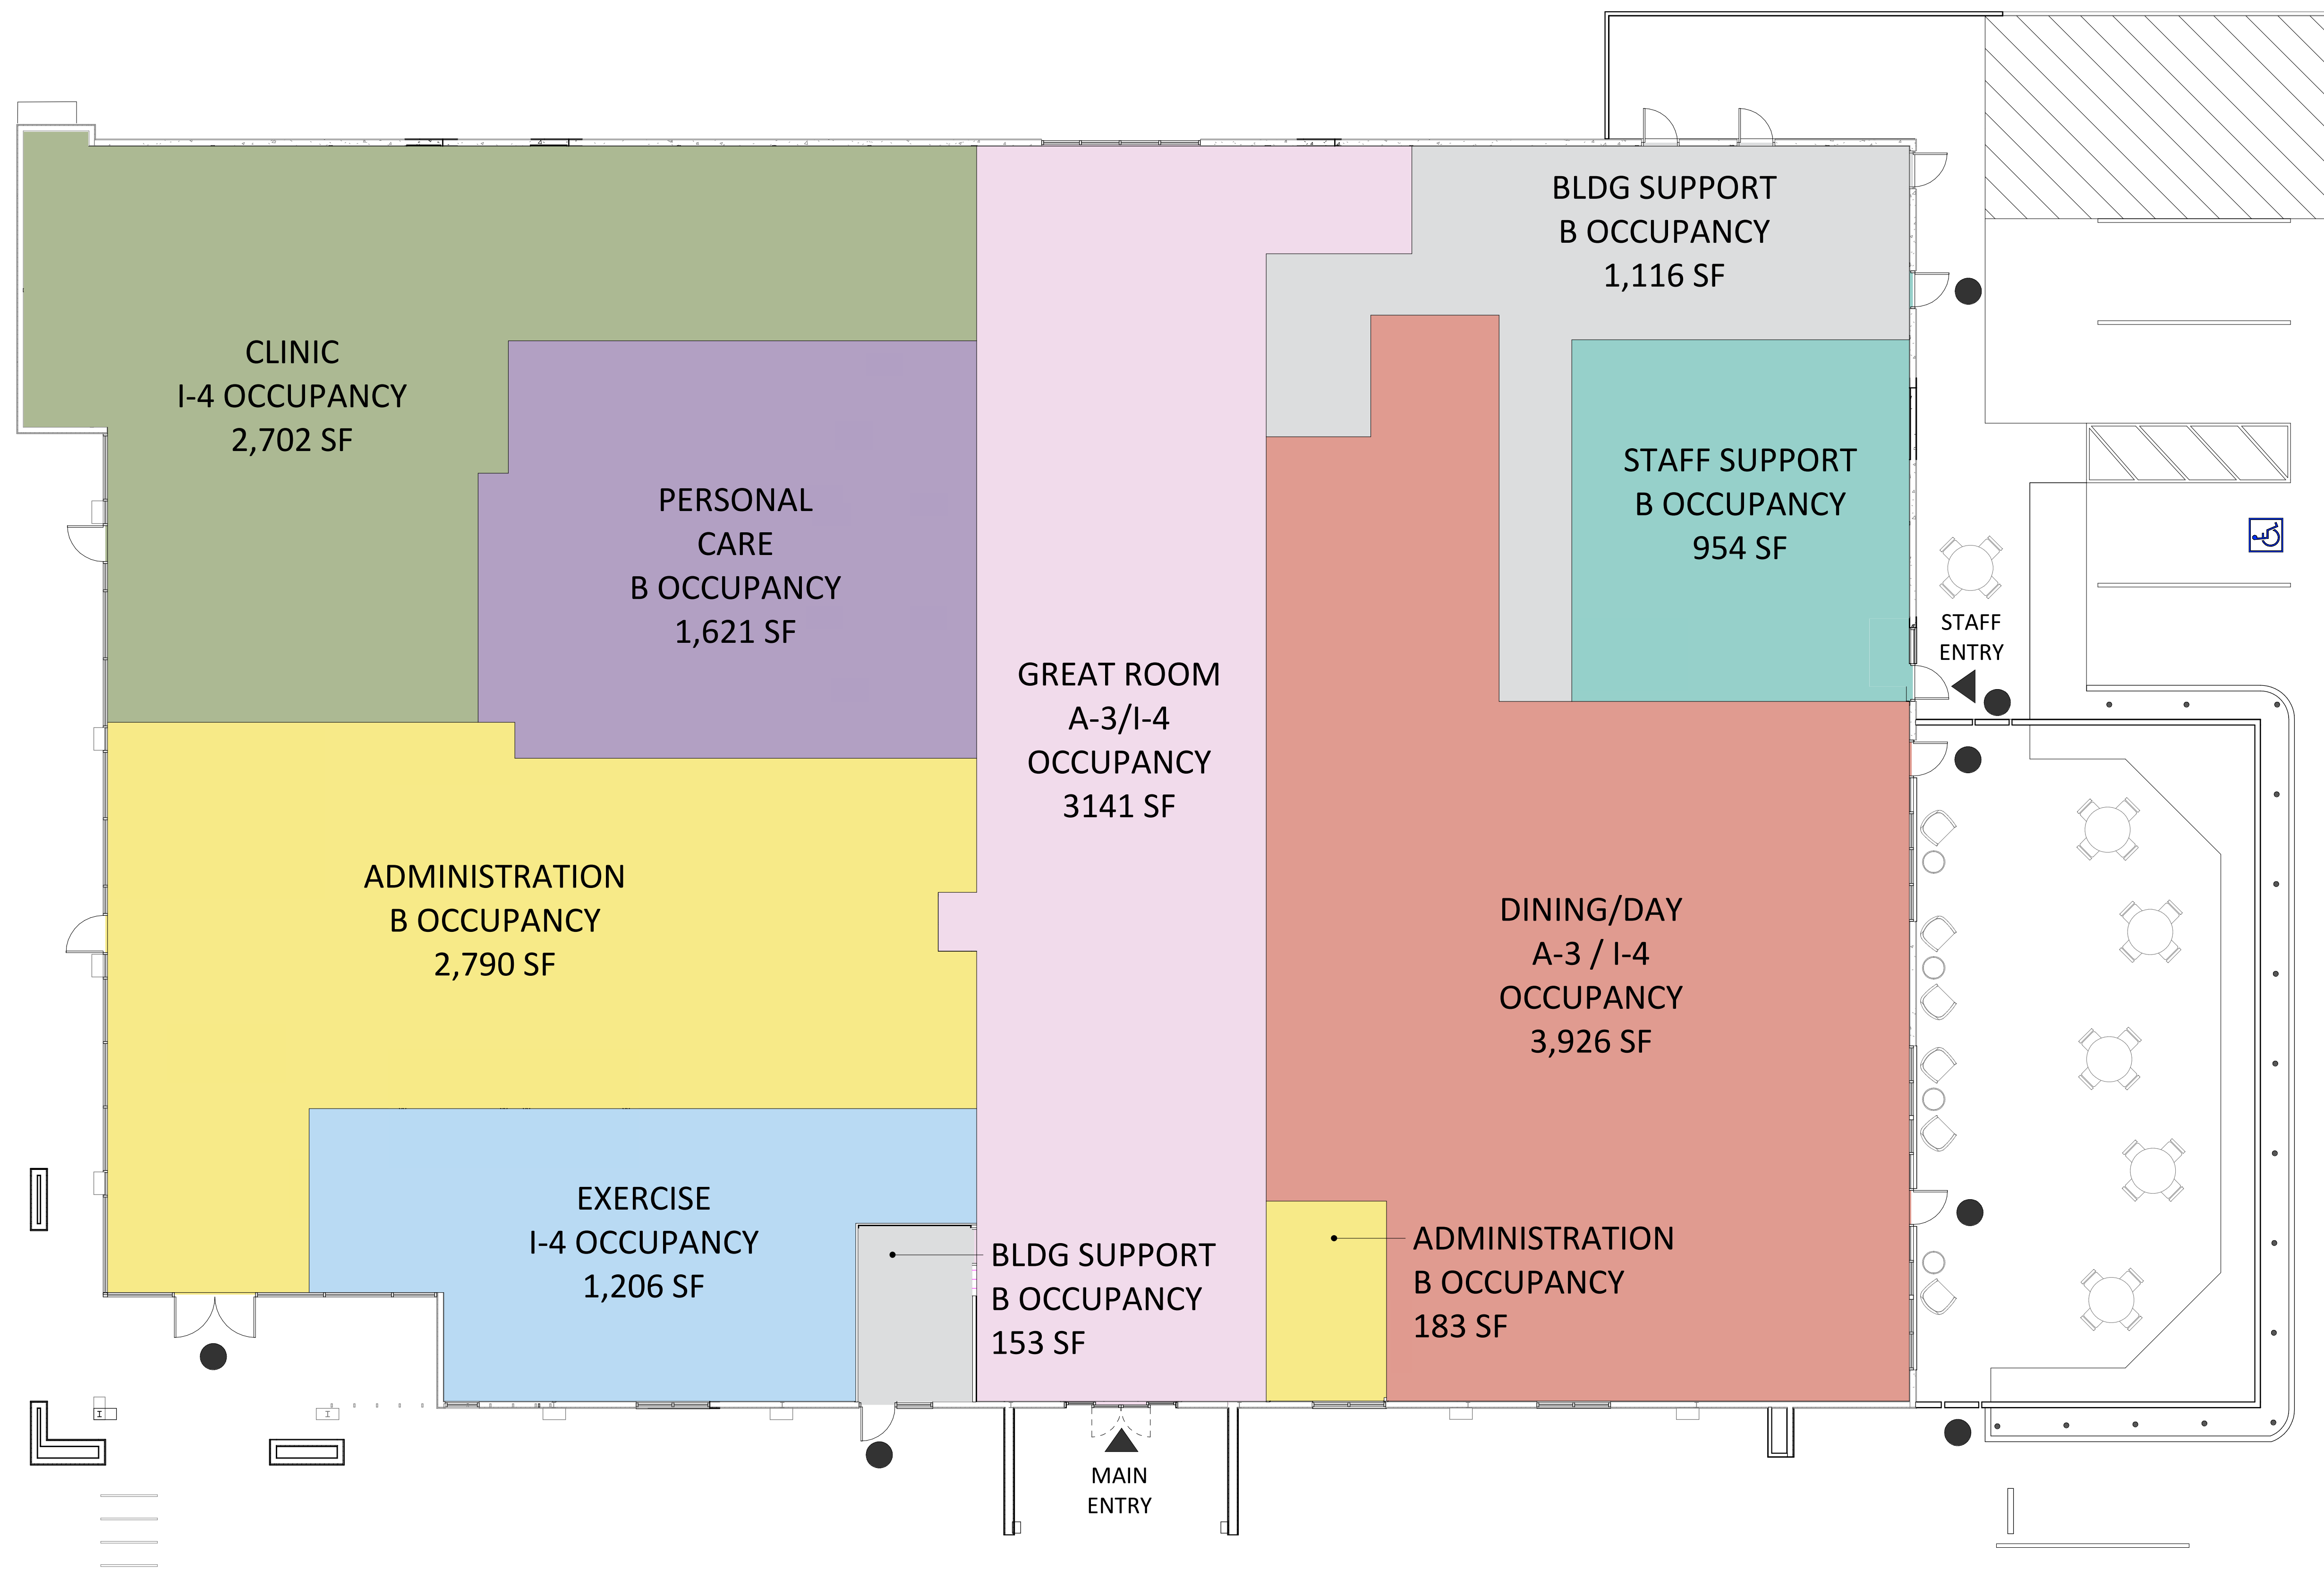 BLDG SUPPORT
B OCCUPANCY
1,116 SF
CLINIC
I-4 OCCUPANCY
2,702 SF
PERSONAL
CARE
B OCCUPANCY
1,621 SF
STAFF SUPPORT
B OCCUPANCY
954 SF
STAFF
ENTRY
GREAT ROOM
A-3/I-4
OCCUPANCY
3141 SF
ADMINISTRATION
B OCCUPANCY
2,790 SF
DINING/DAY
A-3 / I-4
OCCUPANCY
3,926 SF
EXERCISE
I-4 OCCUPANCY
1,206 SF
BLDG SUPPORT
B OCCUPANCY
153 SF
ADMINISTRATION
B OCCUPANCY
183 SF
MAIN
ENTRY